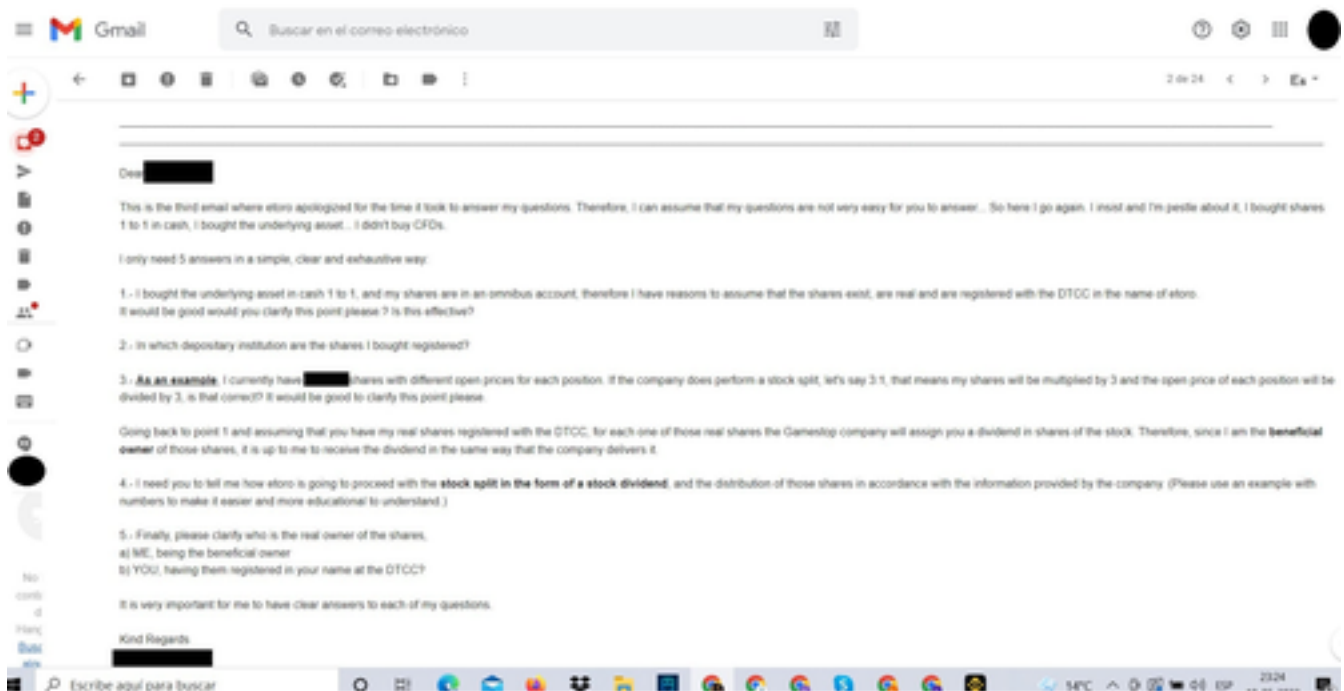 Gmail
Buscar en el correo electrónico
2 de 24
2
Dear
This is the third email where etoro apologized for the time it took to answer my questions. Therefore, I can assume that my questions are not very easy for you to answer... So here I go again. I insist and I'm pestle about it, I bought shares
1 to 1 in cash, I bought the underlying asset... I didn't buy CFDs.
I only need 5 answers in a simple, clear and exhaustive way:
1.- I bought the underlying asset in cash 1 to 1, and my shares are in an omnibus account, therefore I have reasons to assume that the shares exist, are real and are registered with the DTCC in the name of etoro.
It would be good would you clarify this point please ? Is this effective?
2.- In which depositary institution are the shares I bought registered?
3.- As an example, I currently have shares with different open prices for each position. If the company does perform a stock split, let's say 3:1, that means my shares will be multiplied by 3 and the open price of each position will be
divided by 3, is that correct? It would be good to clarify this point please.
Going back to point 1 and assuming that you have my real shares registered with the DTCC, for each one of those real shares the Gamestop company will assign you a dividend in shares of the stock. Therefore, since I am the beneficial
owner of those shares, it is up to me to receive the dividend in the same way that the company delivers it.
4.- I need you to tell me how etoro is going to proceed with the stock split in the form of a stock dividend, and the distribution of those shares in accordance with the information provided by the company. (Please use an example with
numbers to make it easier and more educational to understand.)
5.- Finally, please clarify who is the real owner of the shares,
a) ME, being the beneficial owner
b) YOU, having them registered in your name at the DTCC?
It is very important for me to have clear answers to each of my questions.
Kind Regards
No
Escribe aquí para buscar
14°C
ESP
23:24